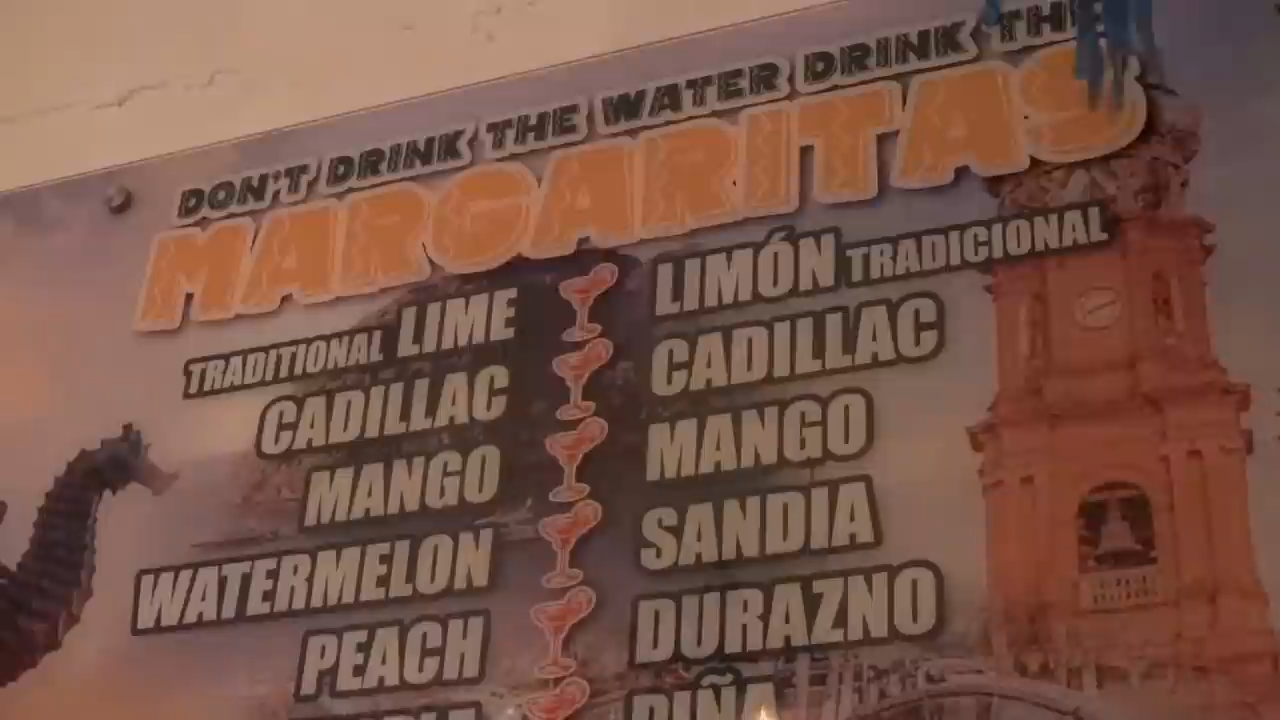 DON'T DRINK THE WATER DRINK THE
MARGARITAS
TRADITIONAL LIME
LIMÓN TRADICIONAL
CADILLAC
CADILLAC
MANGO
MANGO
WATERMELON
SANDIA
PEACH
DURAZNO
PIÑA